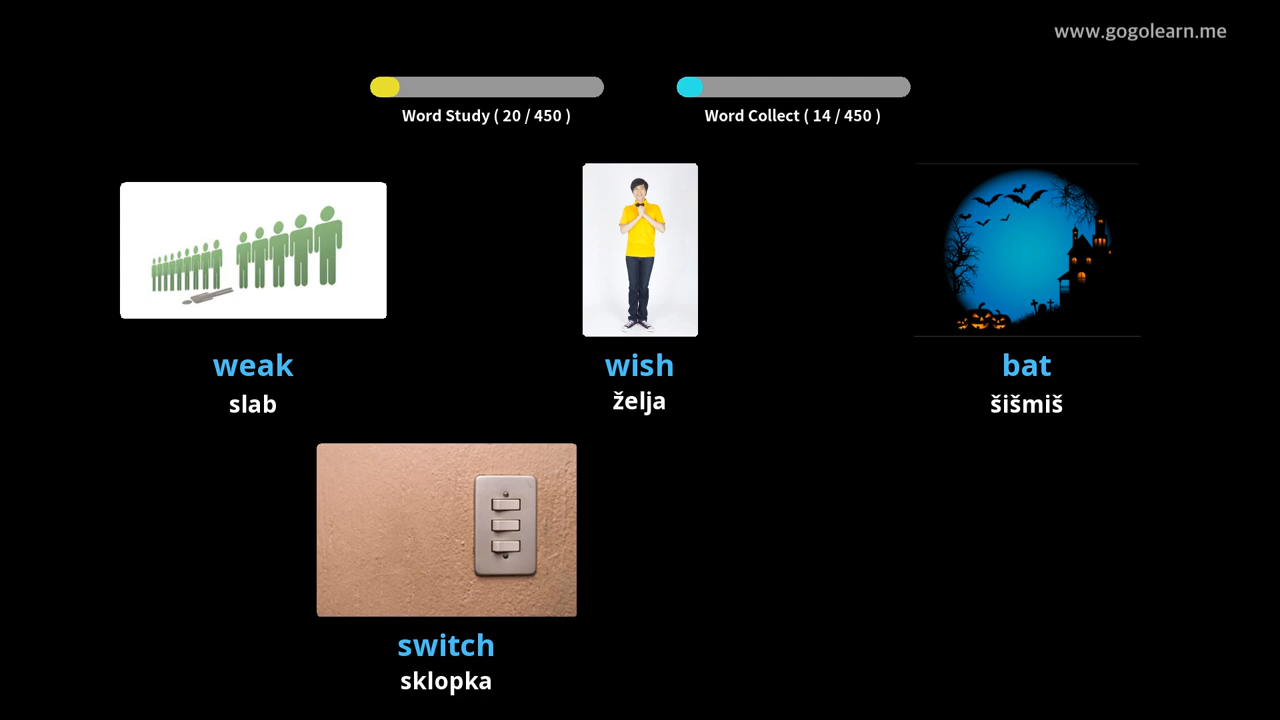 www.gogolearn.me
Word Study ( 20 / 450 )
Word Collect ( 14 / 450 )
weak
slab
wish
želja
bat
šišmiš
switch
sklopka